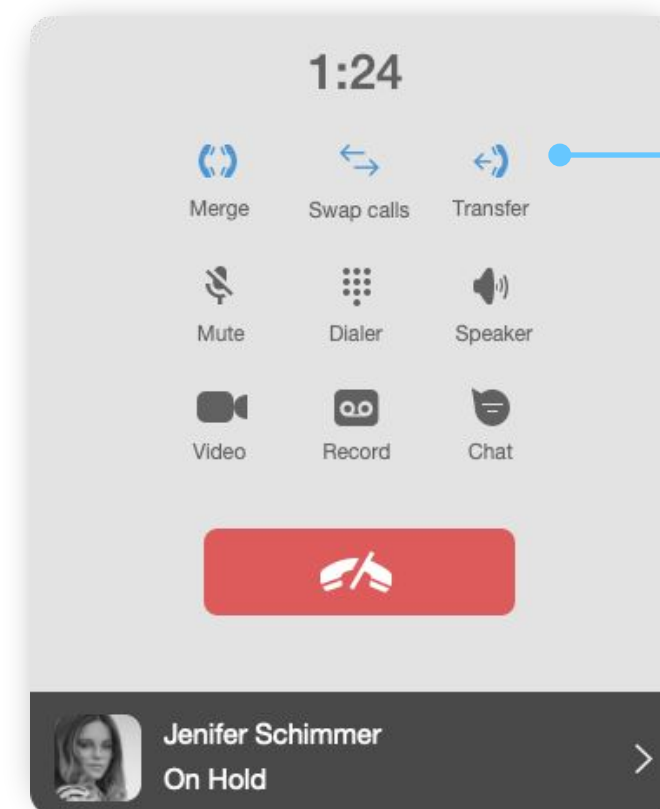 1:24
Merge Swap calls Transfer
Mute Dialer Speaker
Video Record Chat
Jenifer Schimmer
On Hold